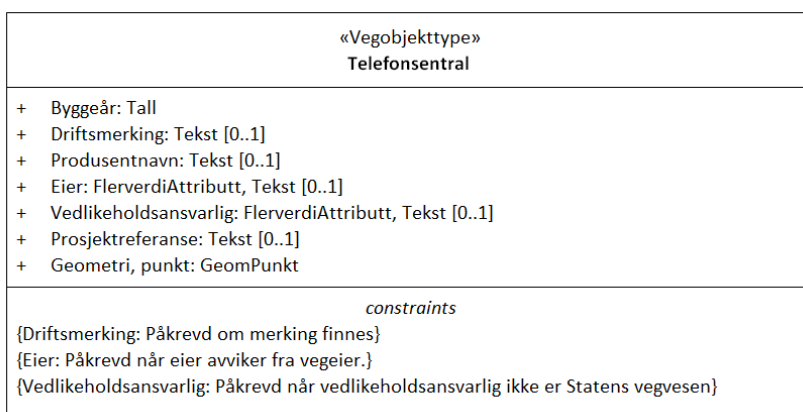 «Vegobjekttype»
Telefonsentral
+ Byggeår: Tall
+ Driftsmerking: Tekst [0..1]
+ Produsentnavn: Tekst [0..1]
+ Eier: FlerverdiAttributt, Tekst [0..1]
+ Vedlikeholdsansvarlig: FlerverdiAttributt, Tekst [0..1]
+ Prosjektreferanse: Tekst [0..1]
+ Geometri, punkt: GeomPunkt
constraints
{Driftsmerking: Påkrevd om merking finnes}
{Eier: Påkrevd når eier avviker fra vegeier.}
{Vedlikeholdsansvarlig: Påkrevd når vedlikeholdsansvarlig ikke er Statens vegvesen}